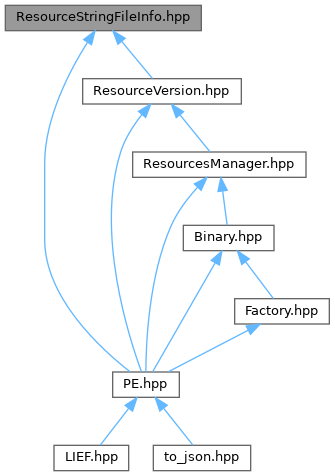 ResourceStringFileInfo.hpp
ResourceVersion.hpp
ResourcesManager.hpp
Binary.hpp
Factory.hpp
PE.hpp
LIEF.hpp
to_json.hpp